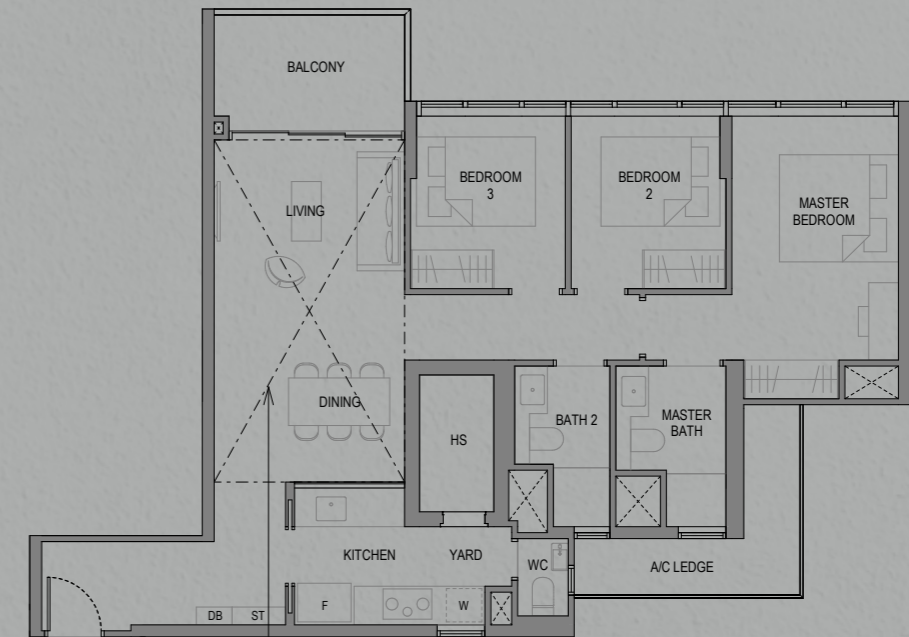 BALCONY
BEDROOM
3
BEDROOM
2
MASTER
BEDROOM
LIVING
DINING
HS
BATH 2
MASTER
BATH
KITCHEN
YARD
WC
A/C LEDGE
F
W
DB
ST